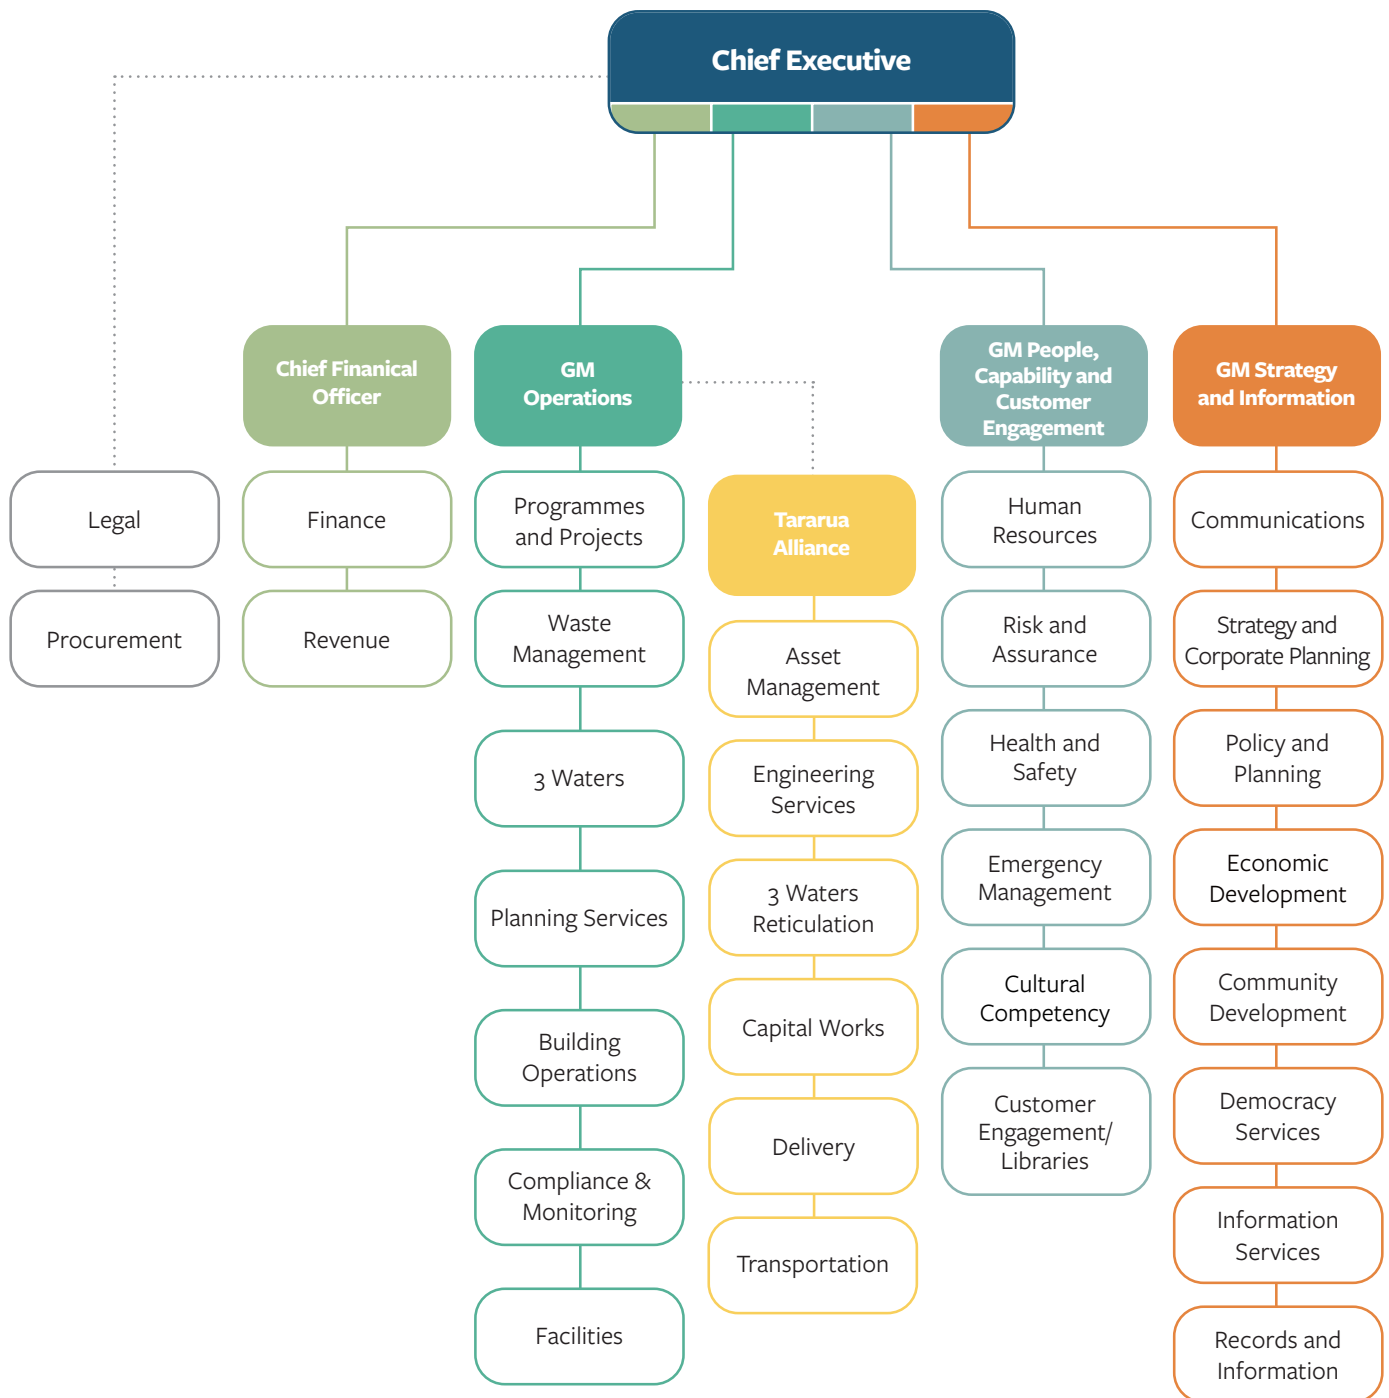 Chief Executive
Chief Finanical
Officer
GM
Operations
GM People,
Capability and
Customer
Engagement
GM Strategy
and Information
Legal
Procurement
Finance
Revenue
Programmes
and Projects
Waste
Management
3 Waters
Planning Services
Building
Operations
Compliance &
Monitoring
Facilities
Tararua
Alliance
Asset
Management
Engineering
Services
3 Waters
Reticulation
Capital Works
Delivery
Transportation
Human
Resources
Risk and
Assurance
Health and
Safety
Emergency
Management
Cultural
Competency
Customer
Engagement/
Libraries
Communications
Strategy and
Corporate Planning
Policy and
Planning
Economic
Development
Community
Development
Democracy
Services
Information
Services
Records and
Information